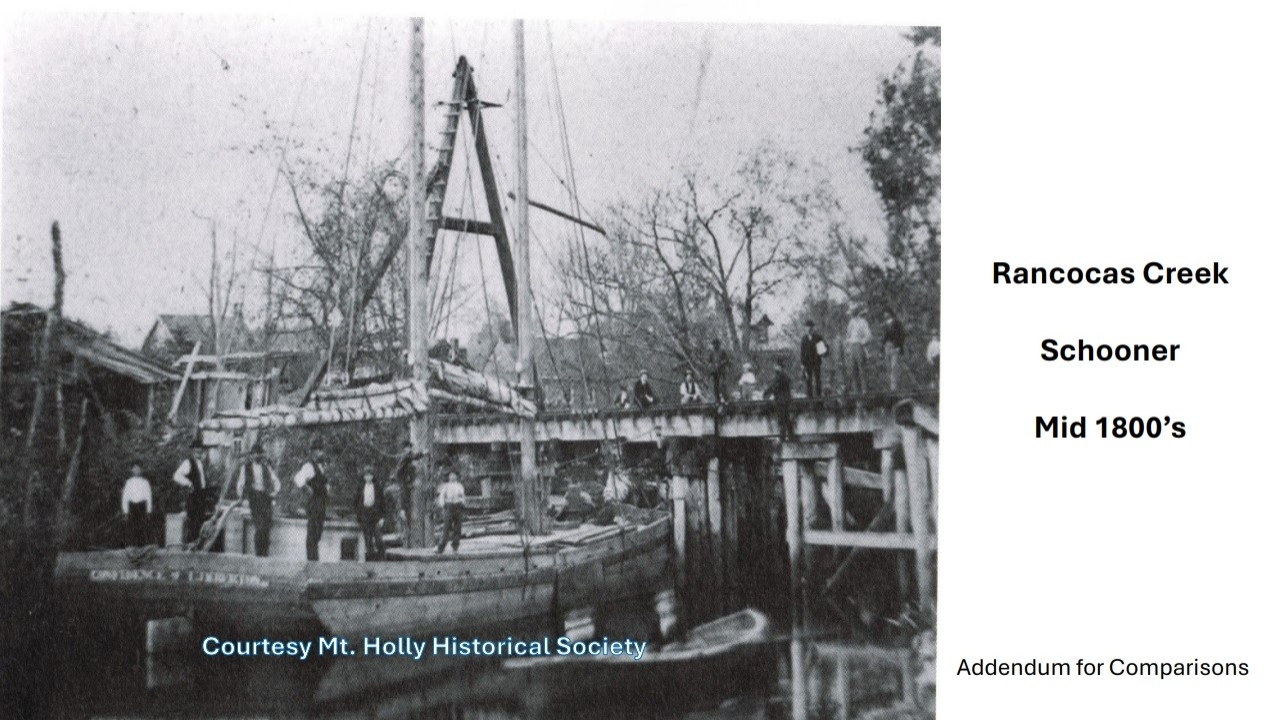 Rancocas Creek
Schooner
Mid 1800’s
Courtesy Mt. Holly Historical Society
Addendum for Comparisons